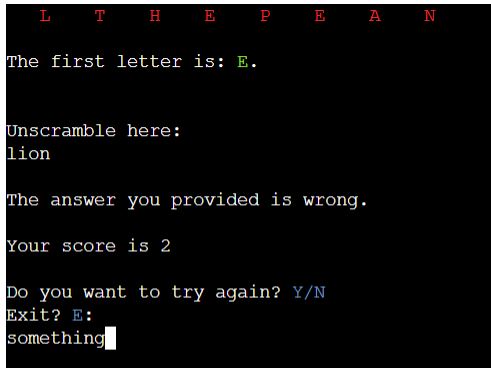 L T H E P E A N
The first letter is: E.
Unscramble here:
lion
The answer you provided is wrong.
Your score is 2
Do you want to try again? Y/N
Exit? E:
something